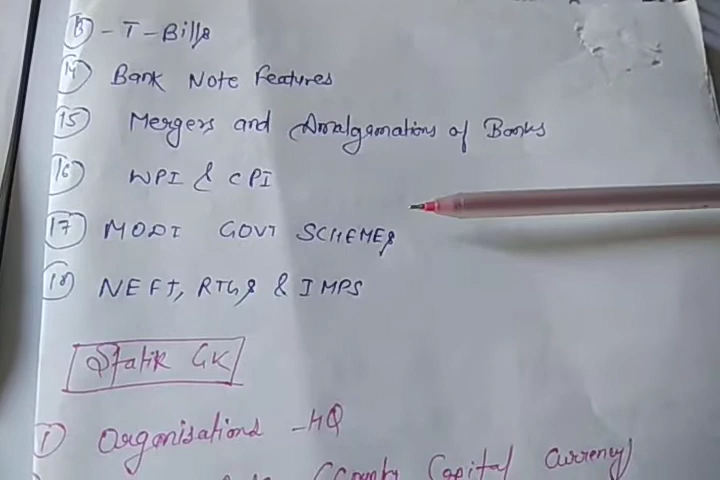 13 - T-Bills
14 Bank Note Features
15 Mergers and Amalgamations of Banks
16 WPI & CPI
17 MODI GOVT SCHEMES
18 NEFT, RTGS & IMPS
Statik GK
1 Organisations - HQ
Country Capital Currency